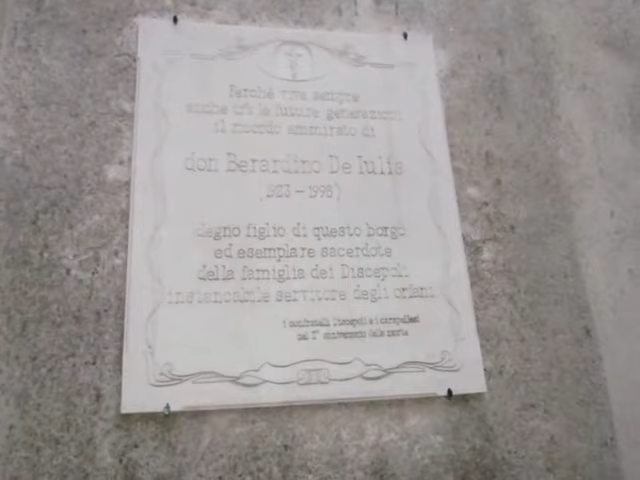 Perché viva sempre
anche tra le future generazioni
il ricordo ammirato di
don Berardino De Iulis
(1923 - 1998)
degno figlio di questo borgo
ed esemplare sacerdote
della famiglia dei Discepoli
instancabile servitore degli orfani
i confratelli Discepoli e i carapellesi
nel 1° anniversario della morte